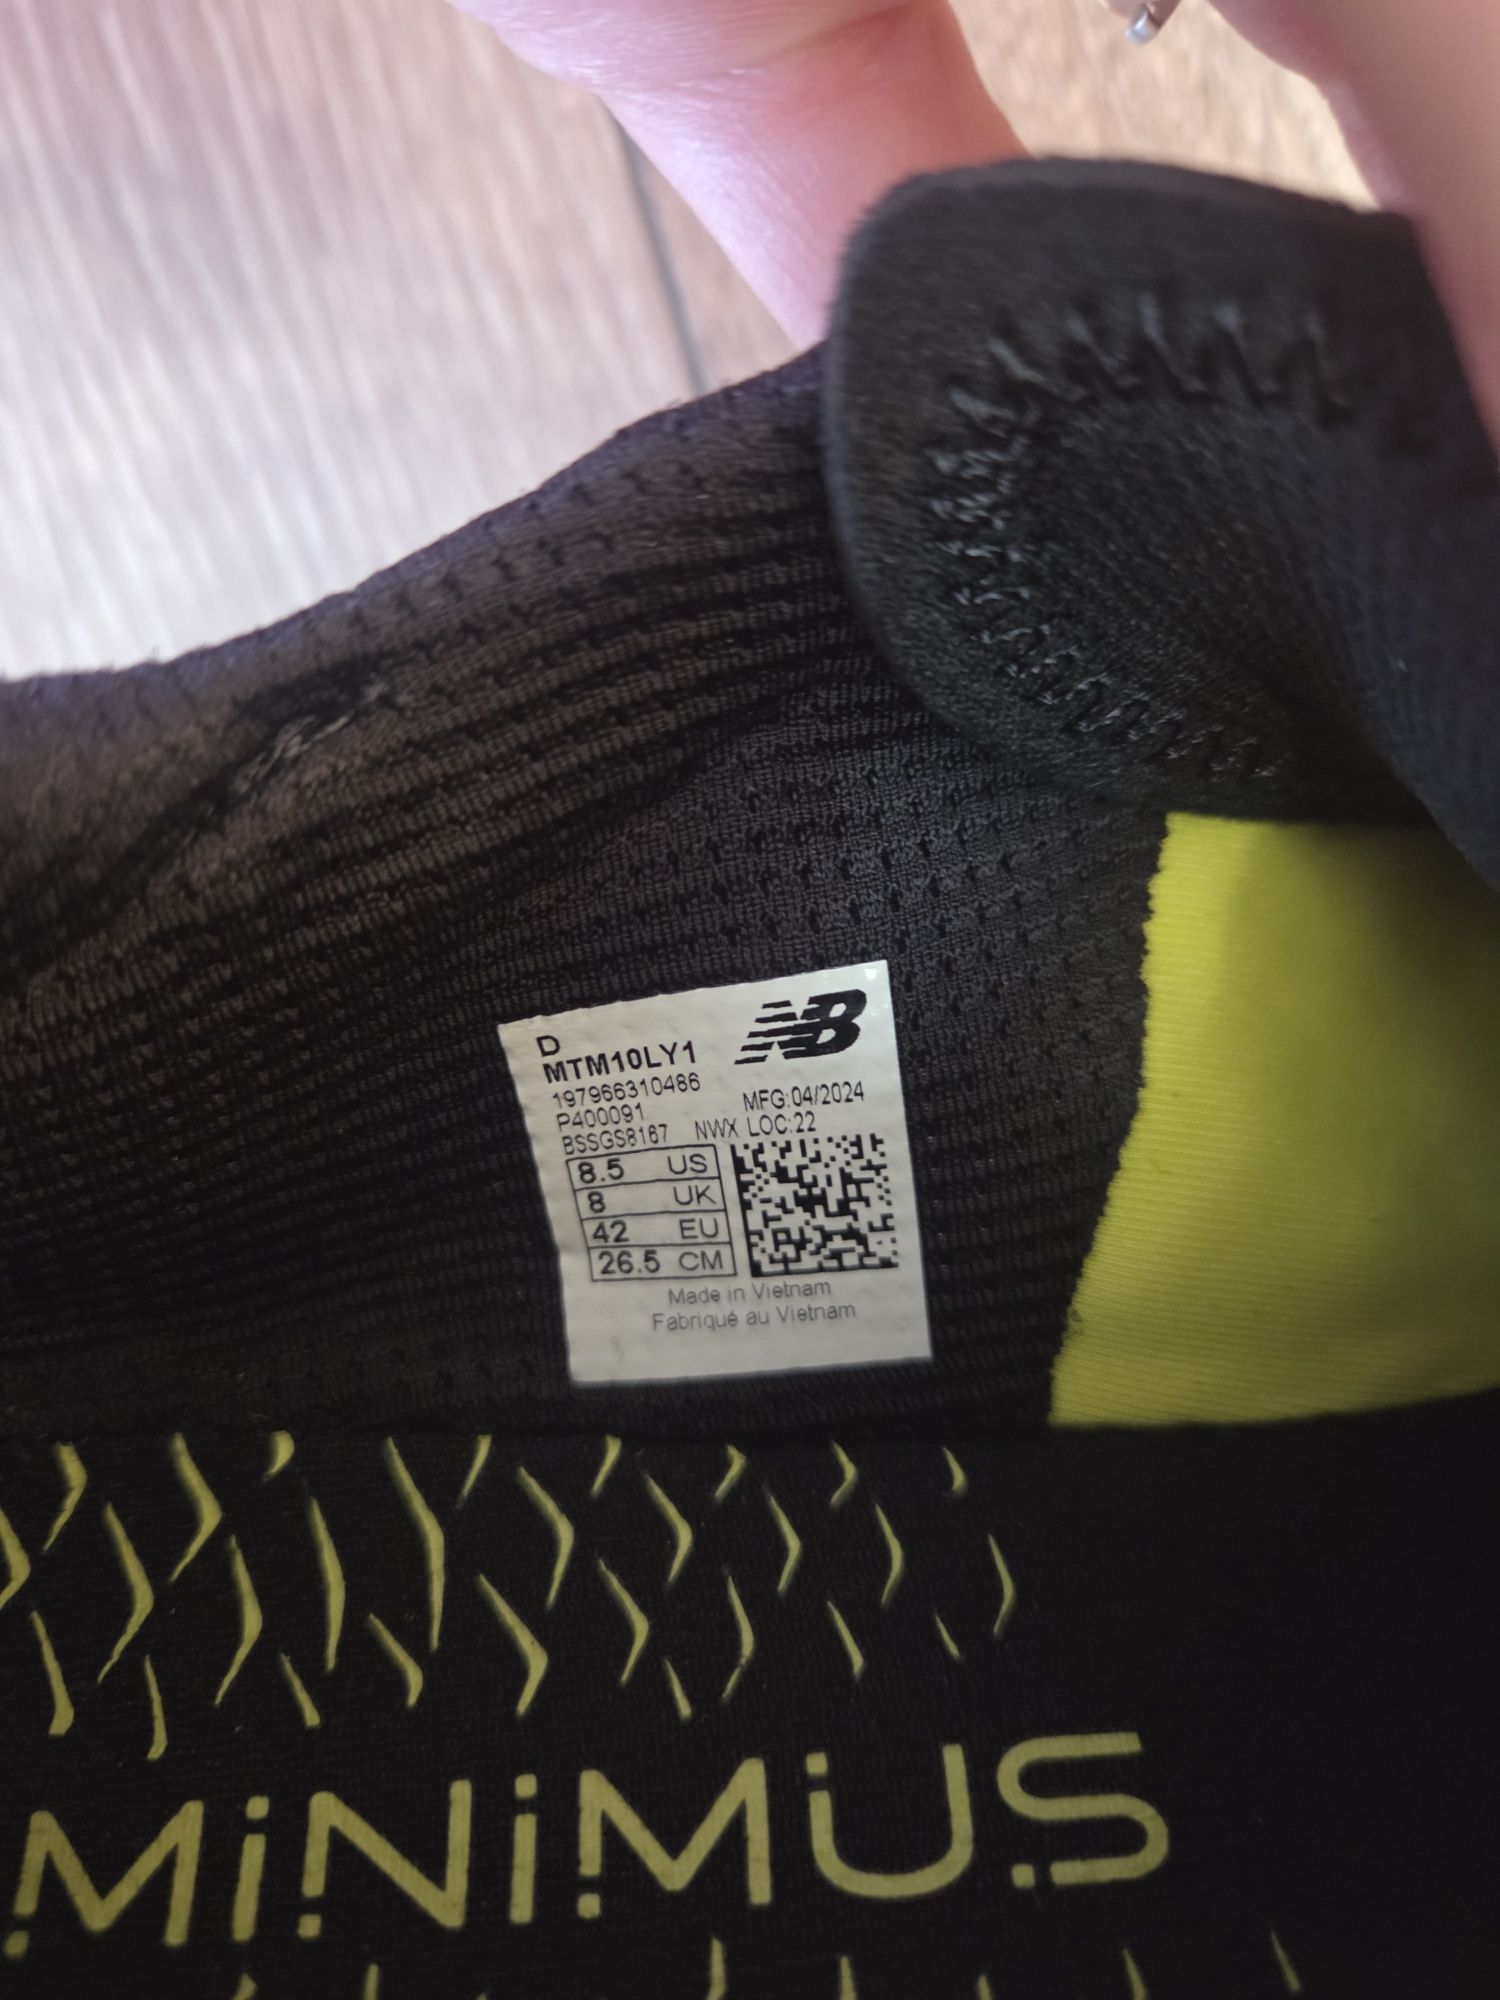 D
NB
MTM10LY1
197966310486
P400091 MFG:04/2024
BSSGS8167 NWX LOC:22
8.5 US
8 UK
42 EU
26.5 CM
Made in Vietnam
Fabriqué au Vietnam
MINIMUS